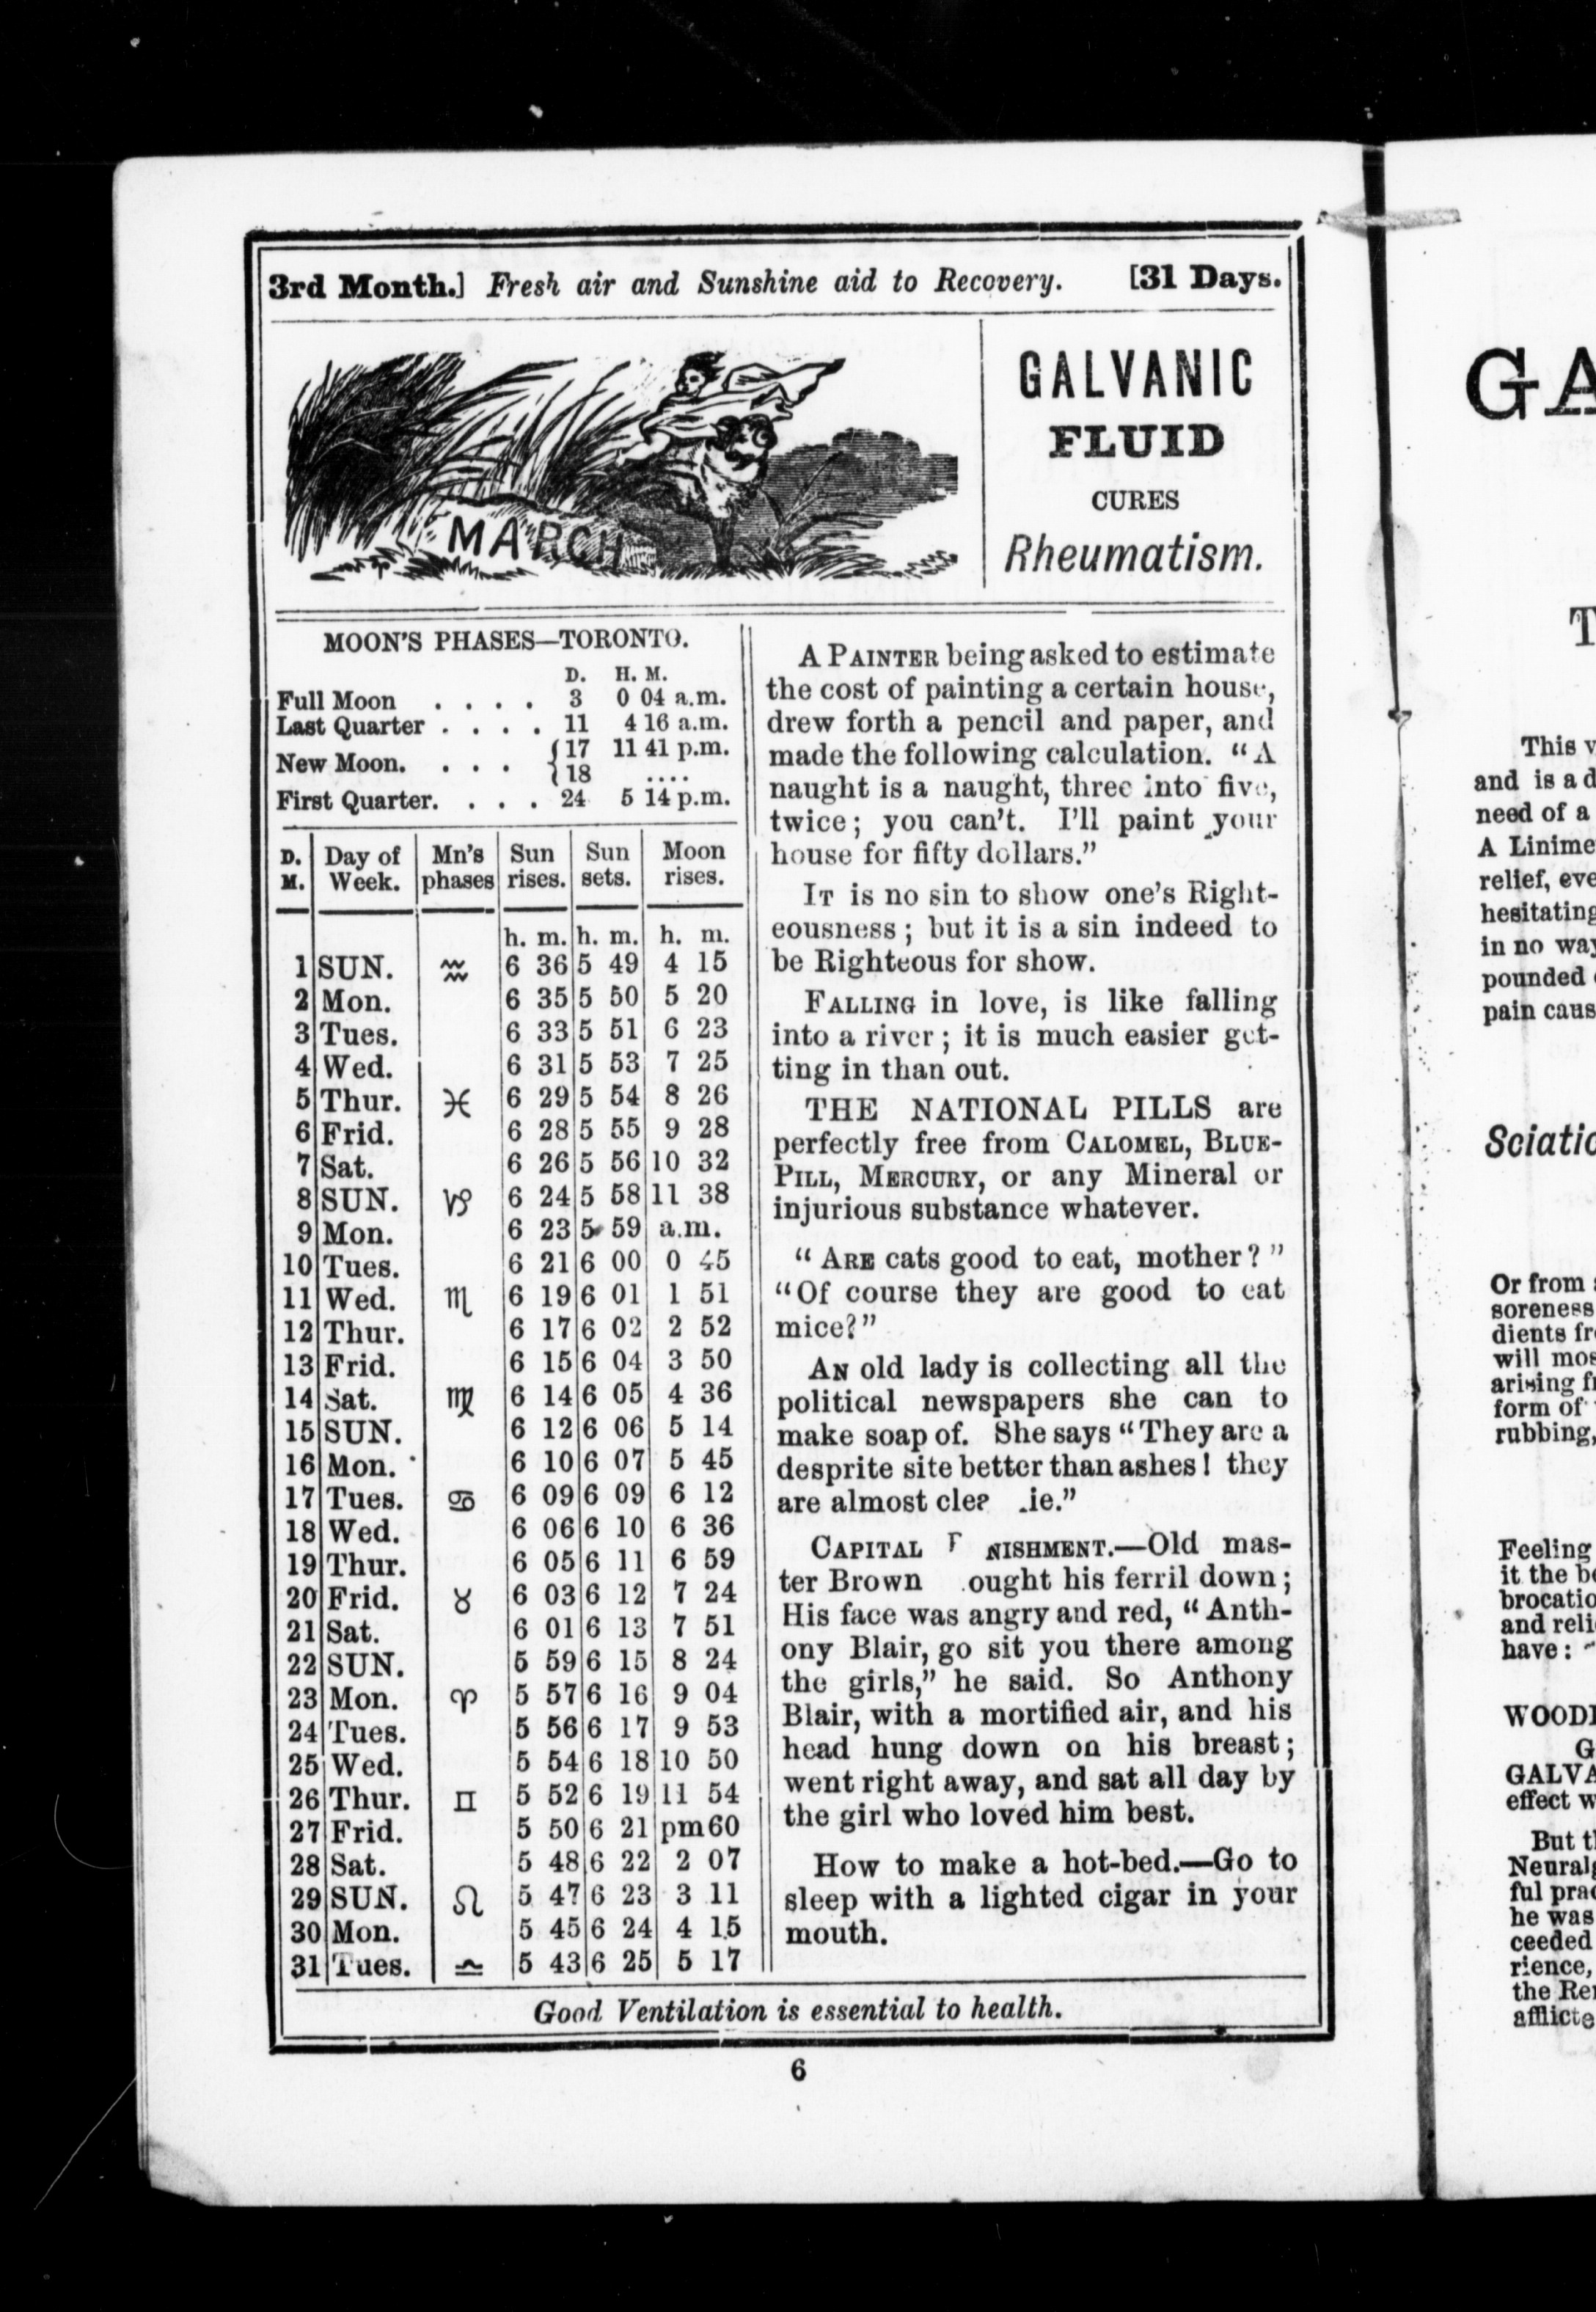 3rd Month.] Fresh air and Sunshine aid to Recovery. [31 Days.
MARCH
GALVANIC
FLUID
CURES
Rheumatism.
MOON'S PHASES—TORONTO.
D. H. M.
Full Moon . . . . 3 0 04 a.m.
Last Quarter . . . . 11 4 16 a.m.
New Moon. . . . { 17 11 41 p.m.
18 ....
First Quarter. . . . 24 5 14 p.m.
D. M. Day of Week. Mn's phases Sun rises. Sun sets. Moon rises.
h. m. h. m. h. m.
1 SUN. ♒ 6 36 5 49 4 15
2 Mon. 6 35 5 50 5 20
3 Tues. 6 33 5 51 6 23
4 Wed. 6 31 5 53 7 25
5 Thur. ♓ 6 29 5 54 8 26
6 Frid. 6 28 5 55 9 28
7 Sat. 6 26 5 56 10 32
8 SUN. ♑ 6 24 5 58 11 38
9 Mon. 6 23 5 59 a.m.
10 Tues. 6 21 6 00 0 45
11 Wed. ♏ 6 19 6 01 1 51
12 Thur. 6 17 6 02 2 52
13 Frid. 6 15 6 04 3 50
14 Sat. ♍ 6 14 6 05 4 36
15 SUN. 6 12 6 06 5 14
16 Mon. 6 10 6 07 5 45
17 Tues. ♋ 6 09 6 09 6 12
18 Wed. 6 06 6 10 6 36
19 Thur. 6 05 6 11 6 59
20 Frid. ♉ 6 03 6 12 7 24
21 Sat. 6 01 6 13 7 51
22 SUN. 5 59 6 15 8 24
23 Mon. ♈ 5 57 6 16 9 04
24 Tues. 5 56 6 17 9 53
25 Wed. 5 54 6 18 10 50
26 Thur. ♊ 5 52 6 19 11 54
27 Frid. 5 50 6 21 pm60
28 Sat. 5 48 6 22 2 07
29 SUN. ♌ 5 47 6 23 3 11
30 Mon. 5 45 6 24 4 15
31 Tues. ♎ 5 43 6 25 5 17
A PAINTER being asked to estimate
the cost of painting a certain house,
drew forth a pencil and paper, and
made the following calculation. "A
naught is a naught, three into five,
twice; you can't. I'll paint your
house for fifty dollars."
IT is no sin to show one's Right-
eousness; but it is a sin indeed to
be Righteous for show.
FALLING in love, is like falling
into a river; it is much easier get-
ting in than out.
THE NATIONAL PILLS are
perfectly free from CALOMEL, BLUE-
PILL, MERCURY, or any Mineral or
injurious substance whatever.
"ARE cats good to eat, mother?"
"Of course they are good to eat
mice?"
AN old lady is collecting all the
political newspapers she can to
make soap of. She says "They are a
desprite site better than ashes! they
are almost
CAPITAL —Old mas-
ter Brown his ferril down;
His face was angry and red, "Anth-
ony Blair, go sit you there among
the girls," he said. So Anthony
Blair, with a mortified air, and his
head hung down on his breast;
went right away, and sat all day by
the girl who loved him best.
How to make a hot-bed.—Go to
sleep with a lighted cigar in your
mouth.
Good Ventilation is essential to health.
6
GA
T
This
and is a d
need of a
A Linime
relief, eve
hesitating
in no way
pounded
pain caus
Sciatic
Or from
soreness
dients fr
will mos
arising f
form of
rubbing,
Feeling
it the be
brocatio
and reli
have:
WOOD
G
GALVA
effect w
But t
Neuralg
ful prac
he was
ceeded
rience,
the Re
afflicte